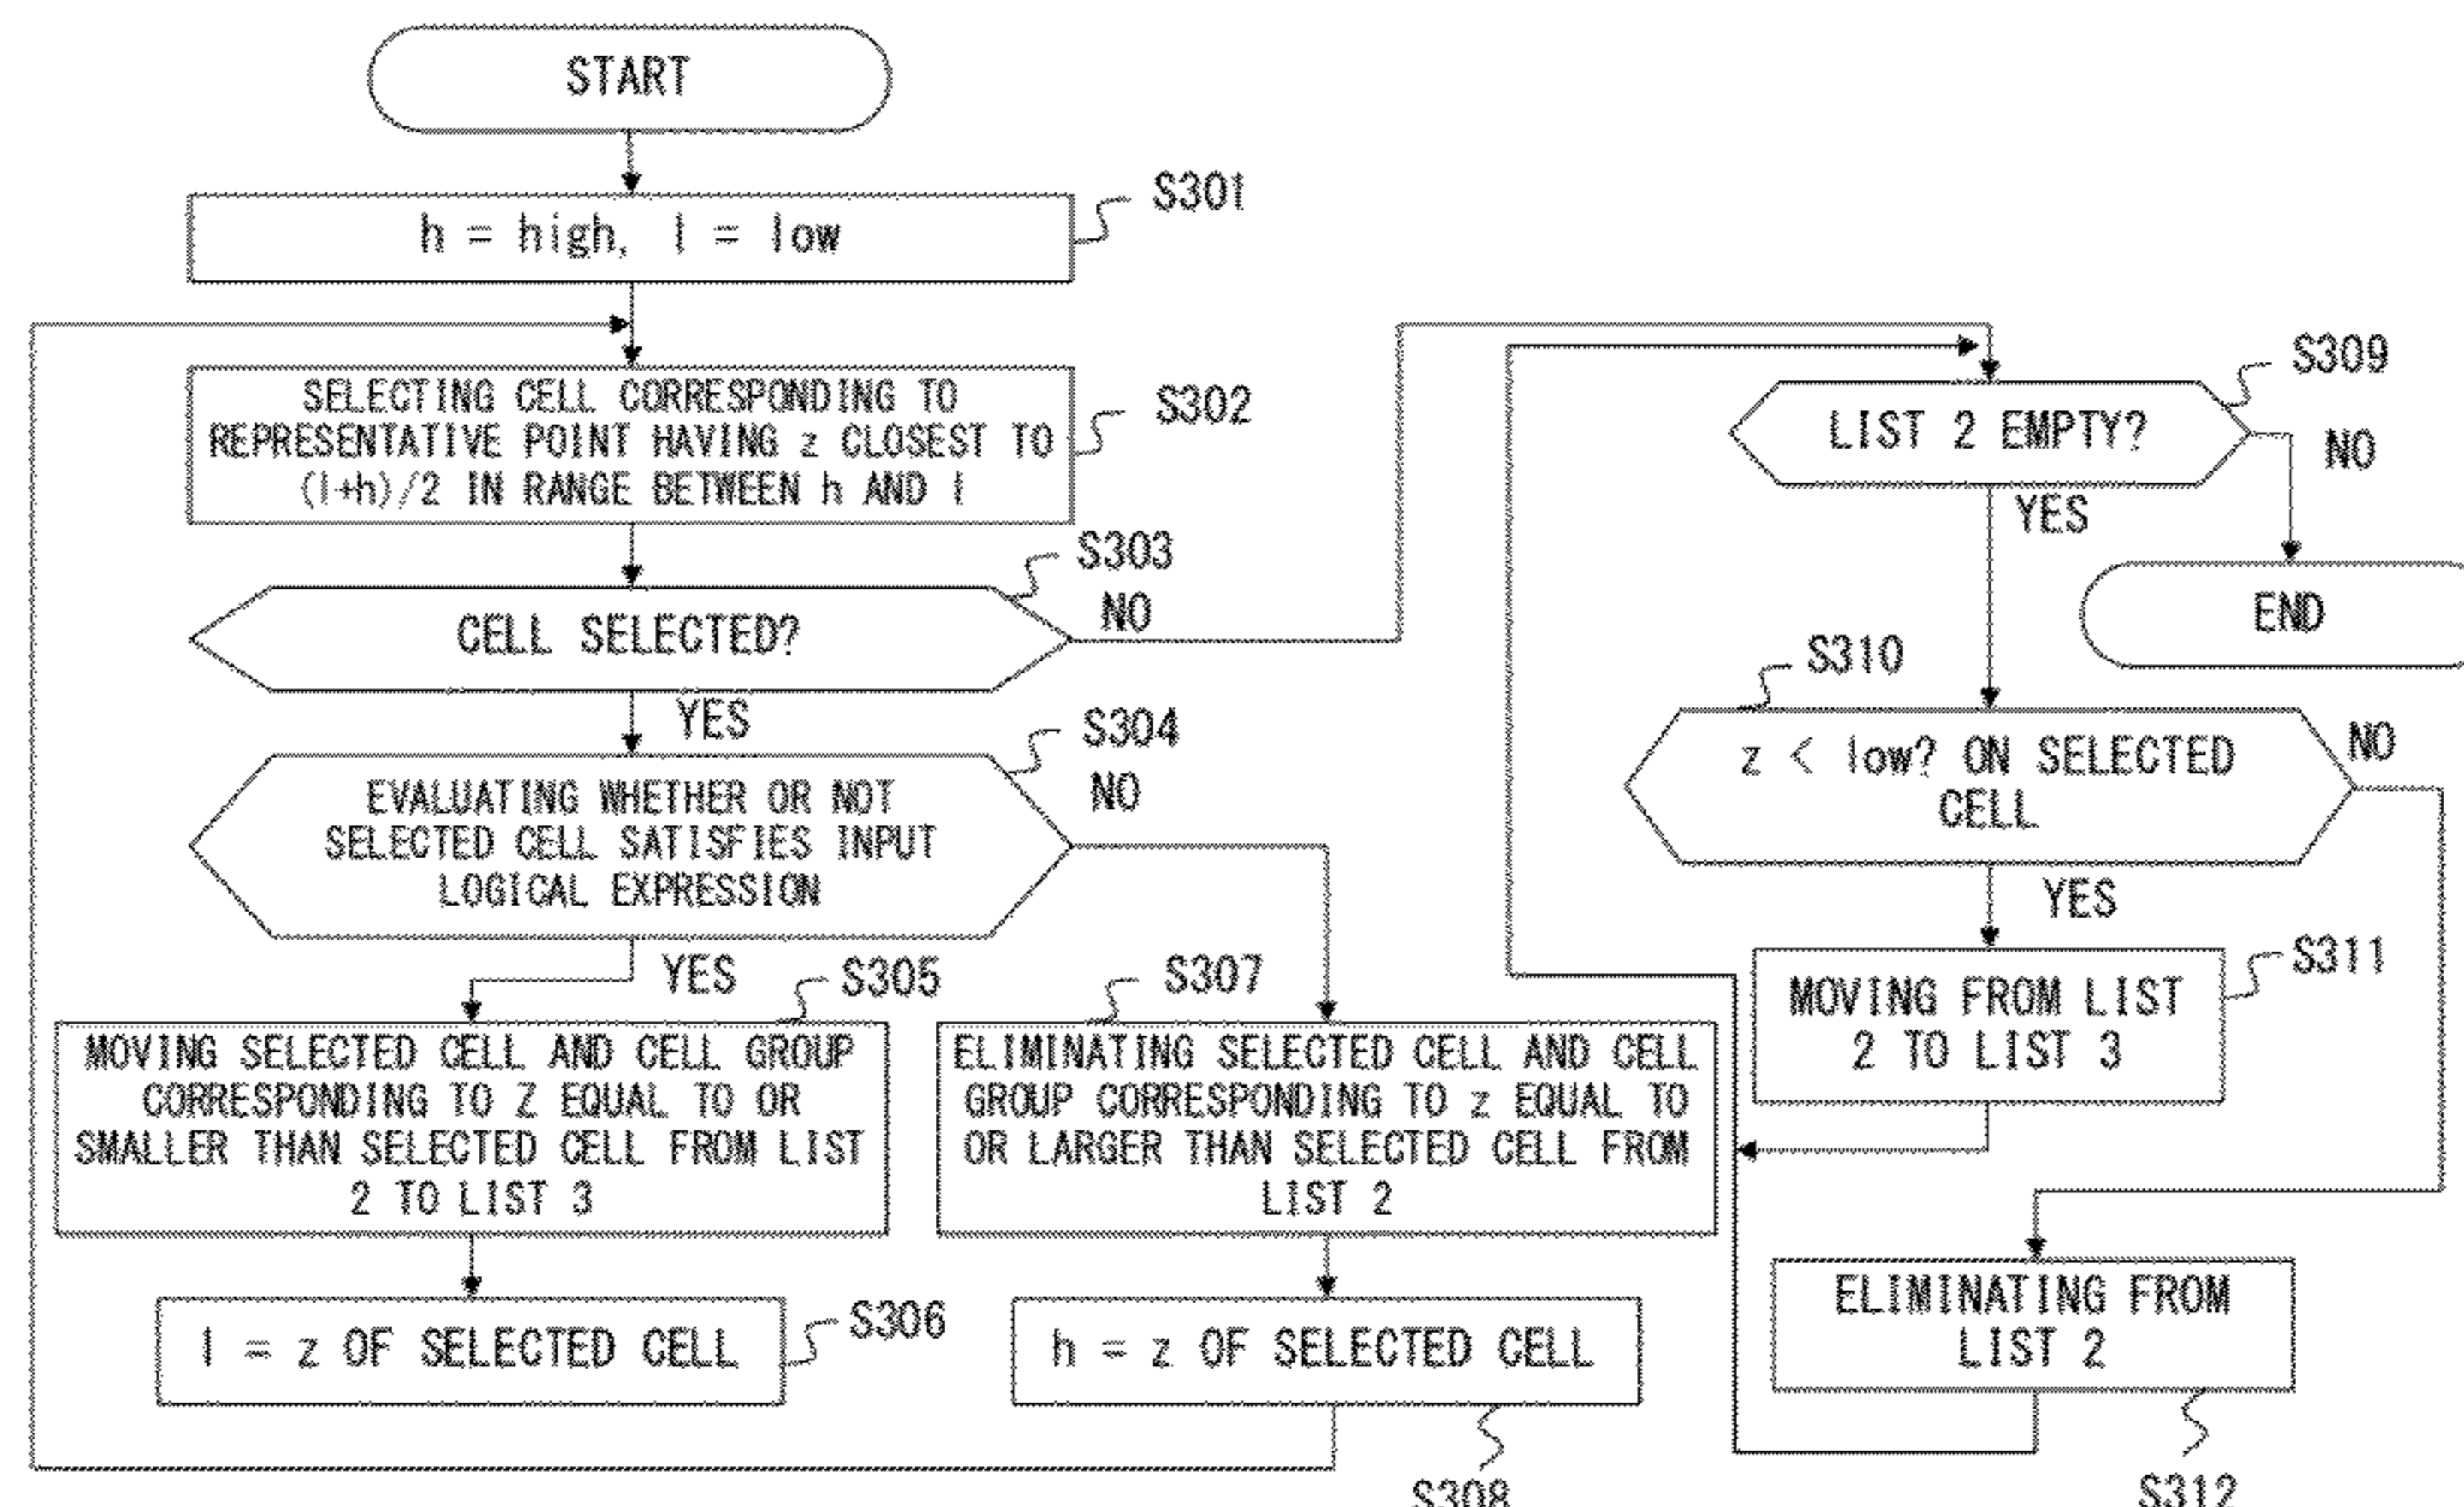 START
S301
h = high, l = low
S302
SELECTING CELL CORRESPONDING TO
REPRESENTATIVE POINT HAVING z CLOSEST TO
(l+h)/2 IN RANGE BETWEEN h AND l
S303
CELL SELECTED?
NO
YES
S304
EVALUATING WHETHER OR NOT
SELECTED CELL SATISFIES INPUT
LOGICAL EXPRESSION
NO
YES
S305
MOVING SELECTED CELL AND CELL GROUP
CORRESPONDING TO Z EQUAL TO OR
SMALLER THAN SELECTED CELL FROM LIST
2 TO LIST 3
S306
l = z OF SELECTED CELL
S307
ELIMINATING SELECTED CELL AND CELL
GROUP CORRESPONDING TO z EQUAL TO
OR LARGER THAN SELECTED CELL FROM
LIST 2
h = z OF SELECTED CELL
S308
S309
LIST 2 EMPTY?
NO
YES
END
S310
z < low? ON SELECTED
CELL
NO
YES
S311
MOVING FROM LIST
2 TO LIST 3
ELIMINATING FROM
LIST 2
S312